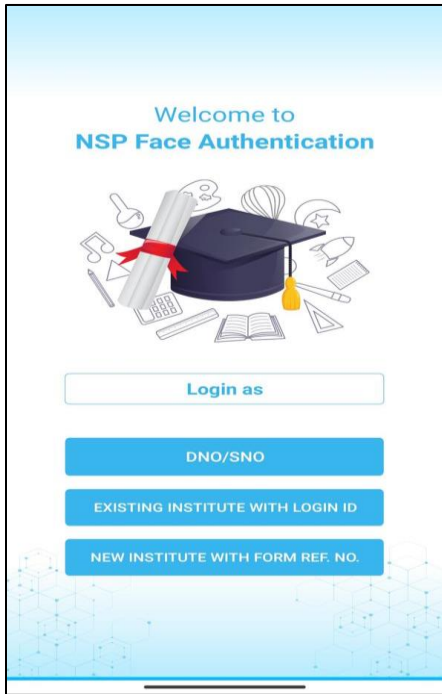 Welcome to
NSP Face Authentication
Login as
DNO/SNO
EXISTING INSTITUTE WITH LOGIN ID
NEW INSTITUTE WITH FORM REF. NO.